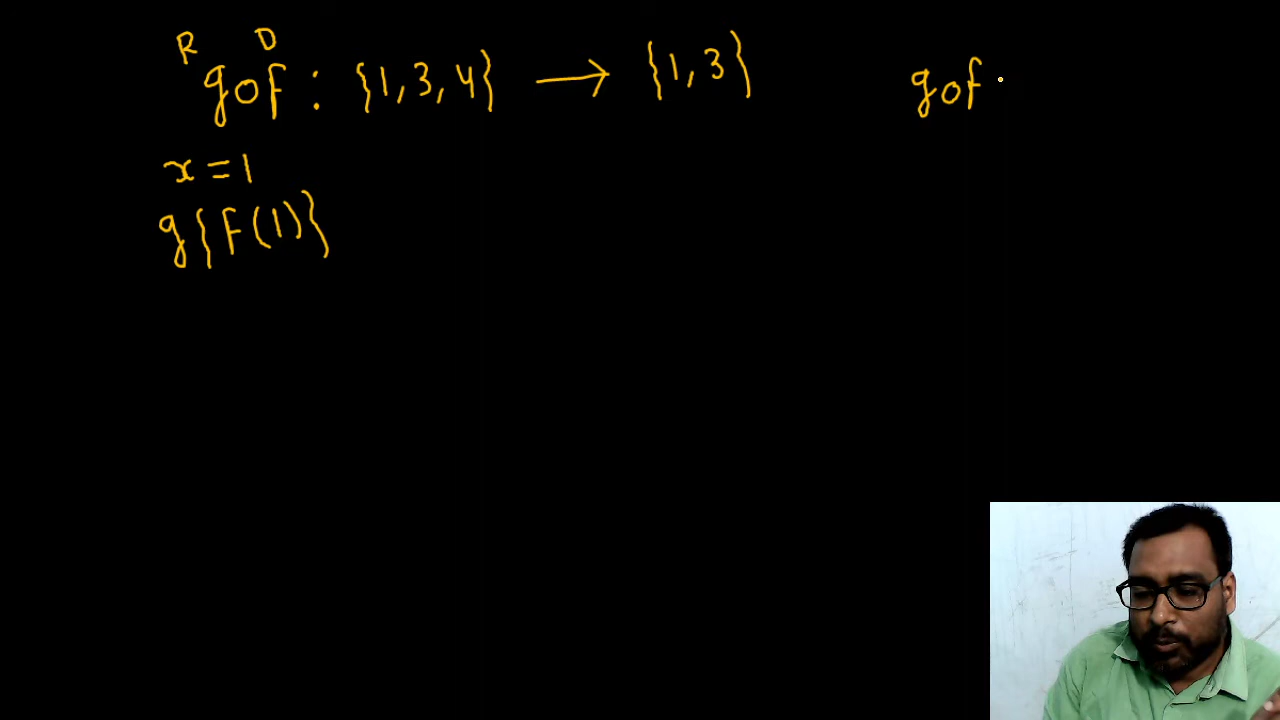 R D
gof : {1,3,4} → {1,3}
gof
x = 1
g{f(1)}